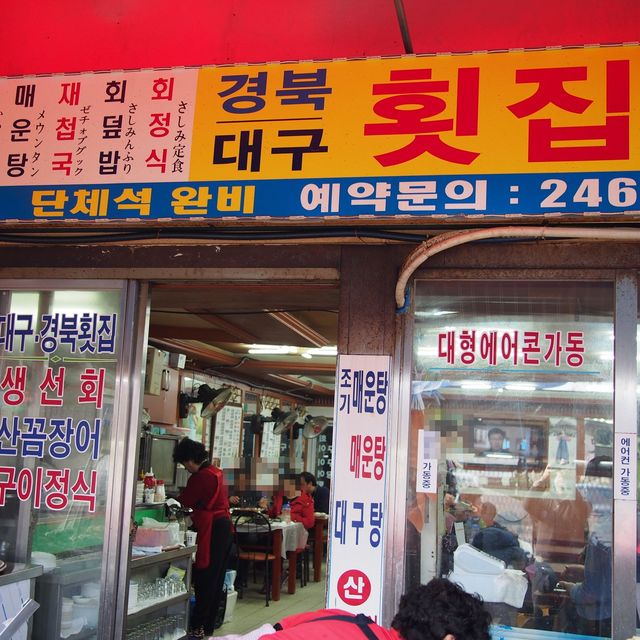 회정식
さしみ定食
회덮밥
さしみんふり
재첩국
ゼチョプグック
매운탕
メウンタン
경북
대구
횟집
단체석 완비
예약문의 : 246
대구·경북횟집
생선회
산꼼장어
구이정식
조기매운탕
매운탕
대구탕
산
대형에어콘가동
가동중
에어컨 가동중